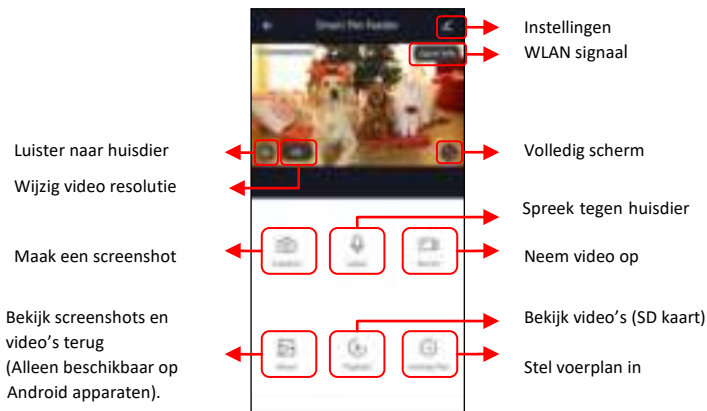 Smart Pet Feeder
Instellingen
WLAN signaal
Luister naar huisdier
Volledig scherm
Wijzig video resolutie
Spreek tegen huisdier
Maak een screenshot
Neem video op
Bekijk screenshots en
video's terug
(Alleen beschikbaar op
Android apparaten).
Bekijk video's (SD kaart)
Stel voerplan in